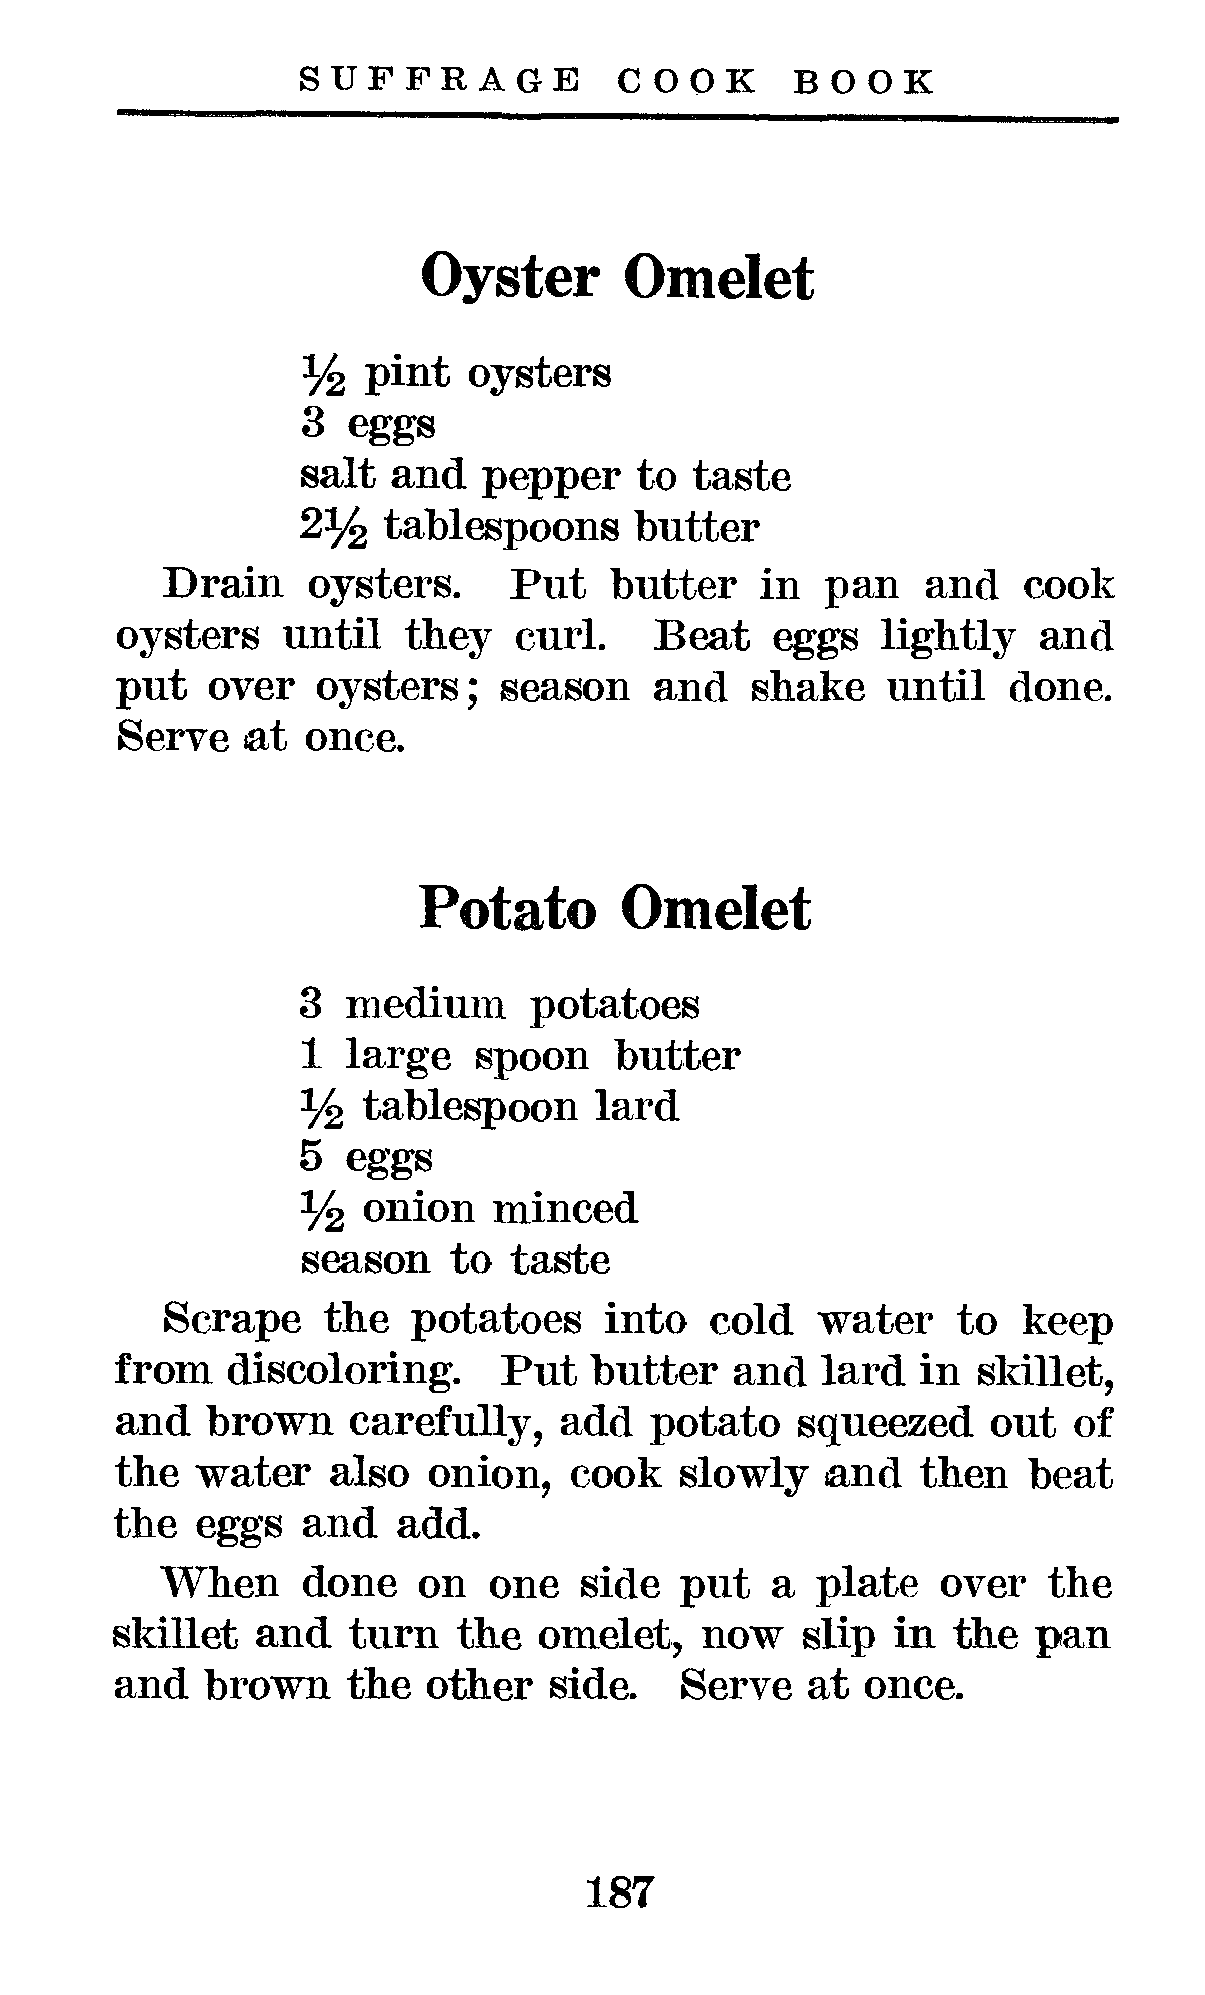 SUFFRAGE COOK BOOK
Oyster Omelet
½ pint oysters
3 eggs
salt and pepper to taste
2½ tablespoons butter
Drain oysters. Put butter in pan and cook
oysters until they curl. Beat eggs lightly and
put over oysters; season and shake until done.
Serve at once.
Potato Omelet
3 medium potatoes
1 large spoon butter
½ tablespoon lard
5 eggs
½ onion minced
season to taste
Scrape the potatoes into cold water to keep
from discoloring. Put butter and lard in skillet,
and brown carefully, add potato squeezed out of
the water also onion, cook slowly and then beat
the eggs and add.
When done on one side put a plate over the
skillet and turn the omelet, now slip in the pan
and brown the other side. Serve at once.
187